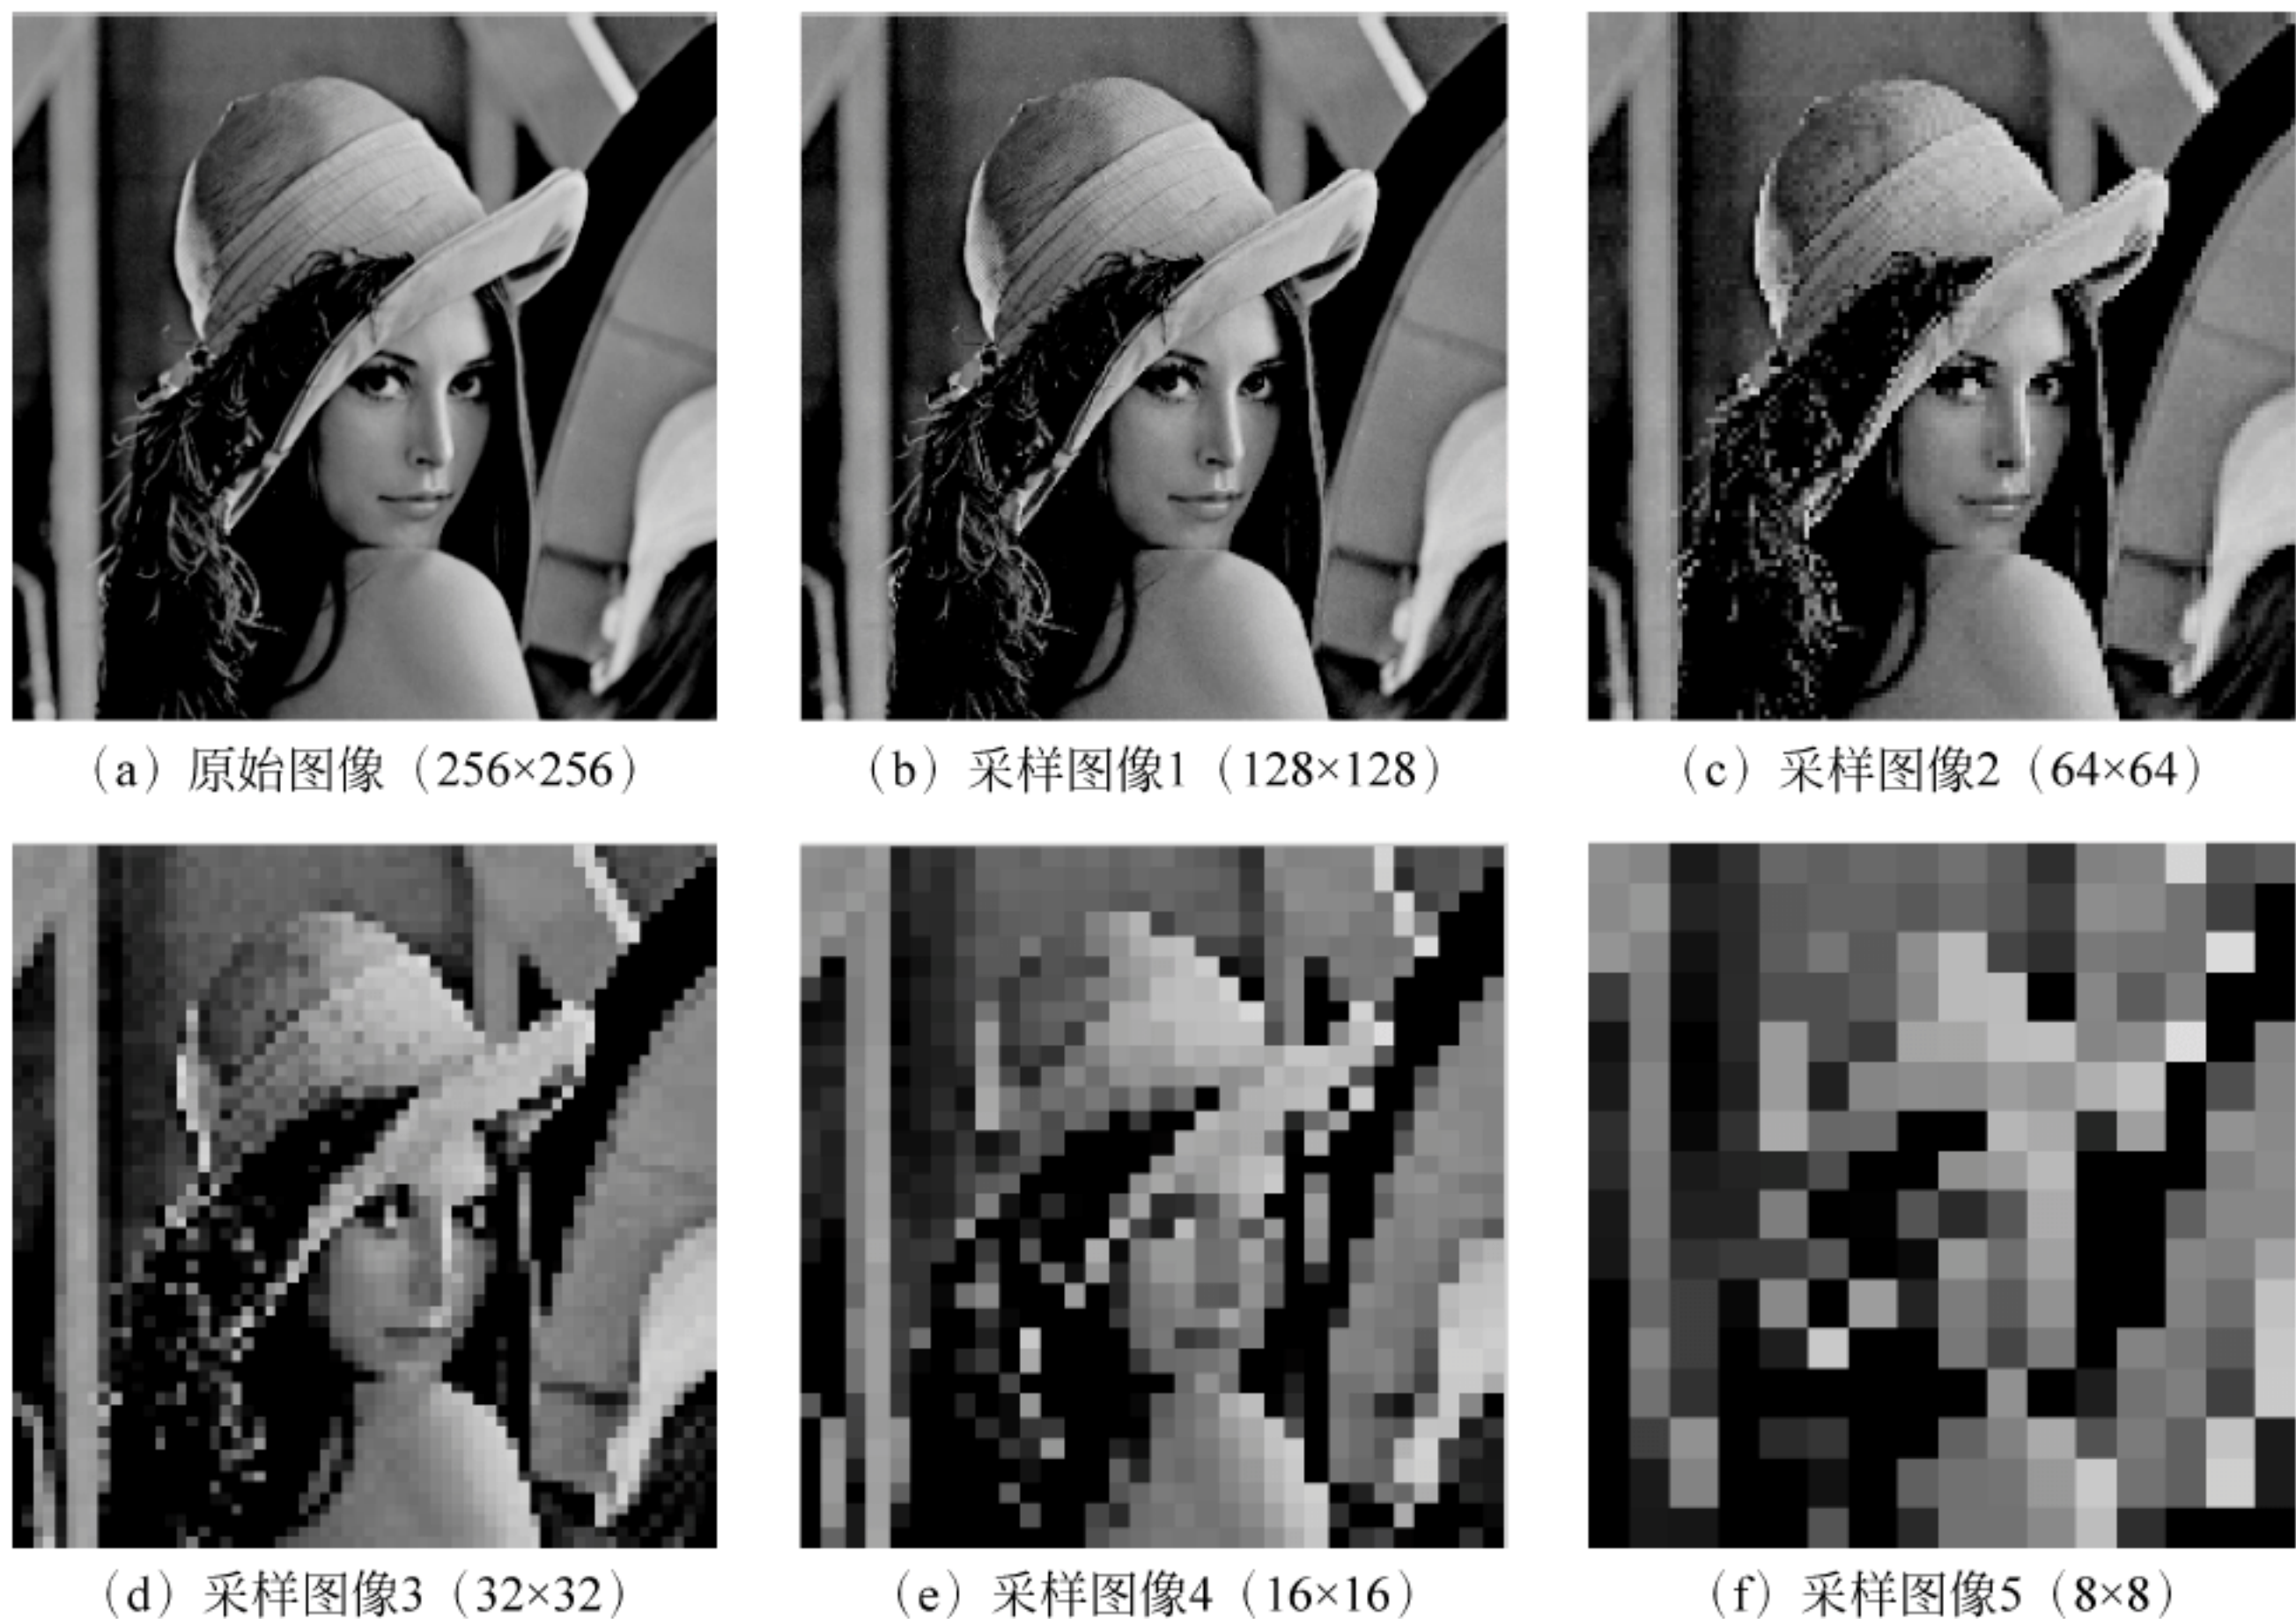 (a) 原始图像 (256×256)
(b) 采样图像1 (128×128)
(c) 采样图像2 (64×64)
(d) 采样图像3 (32×32)
(e) 采样图像4 (16×16)
(f) 采样图像5 (8×8)